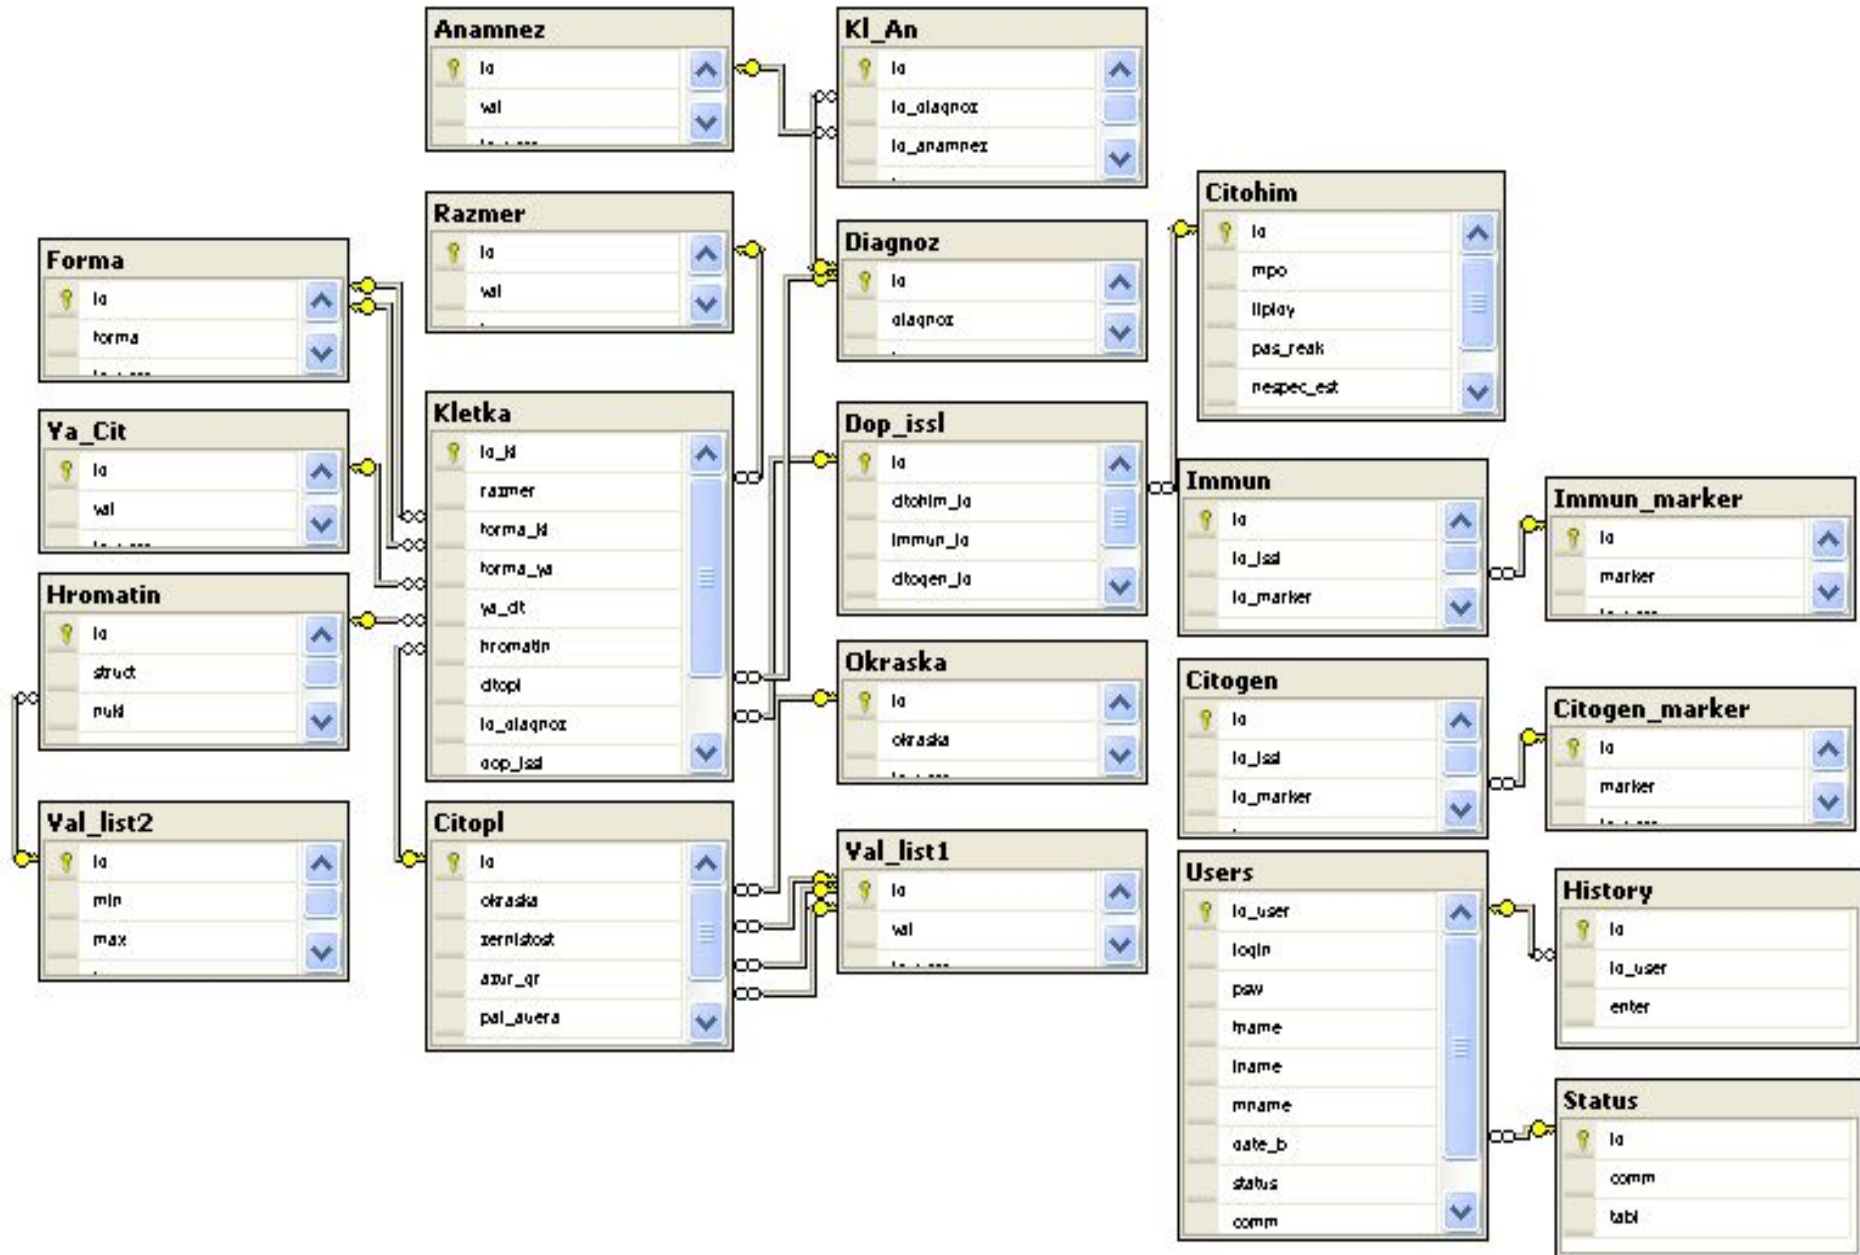 Anamnez
id
val
Kl_An
id
id_diagnoz
id_anamnez
Citohim
id
mpo
lipidy
pas_reak
nespec_est
Razmer
id
val
Diagnoz
id
diagnoz
Forma
id
forma
Kletka
id_kl
razmer
forma_kl
forma_ya
ya_cit
hromatin
citopl
id_diagnoz
dop_issl
Dop_issl
id
citohim_id
immun_id
citogen_id
Ya_Cit
id
val
Immun
id
id_issl
id_marker
Immun_marker
id
marker
Hromatin
id
struct
nukl
Okraska
id
okraska
Citogen
id
id_issl
id_marker
Citogen_marker
id
marker
Val_list2
id
min
max
Citopl
id
okraska
zernistost
azur_gr
pal_auera
Val_list1
id
val
Users
id_user
login
psw
fname
lname
mname
date_b
status
comm
History
id
id_user
enter
Status
id
comm
tabl